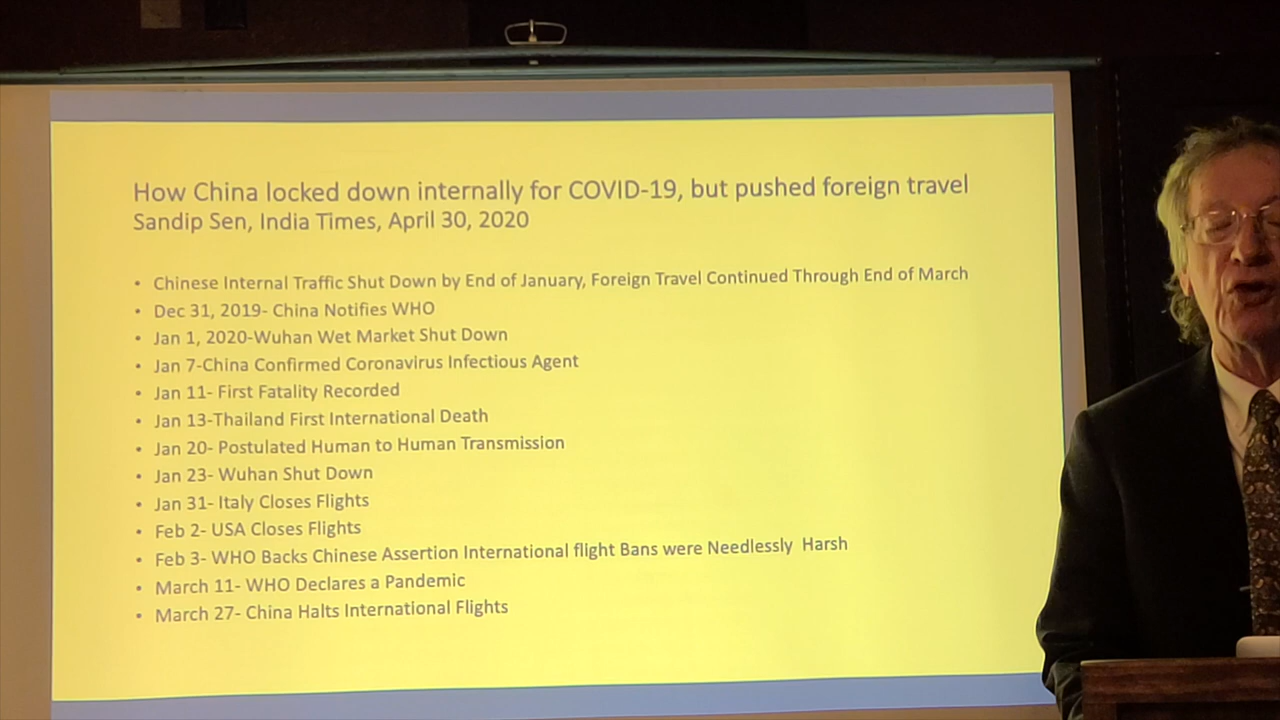 How China locked down internally for COVID-19, but pushed foreign travel
Sandip Sen, India Times, April 30, 2020
• Chinese Internal Traffic Shut Down by End of January, Foreign Travel Continued Through End of March
• Dec 31, 2019- China Notifies WHO
• Jan 1, 2020-Wuhan Wet Market Shut Down
• Jan 7-China Confirmed Coronavirus Infectious Agent
• Jan 11- First Fatality Recorded
• Jan 13-Thailand First International Death
• Jan 20- Postulated Human to Human Transmission
• Jan 23- Wuhan Shut Down
• Jan 31- Italy Closes Flights
• Feb 2- USA Closes Flights
• Feb 3- WHO Backs Chinese Assertion International flight Bans were Needlessly Harsh
• March 11- WHO Declares a Pandemic
• March 27- China Halts International Flights